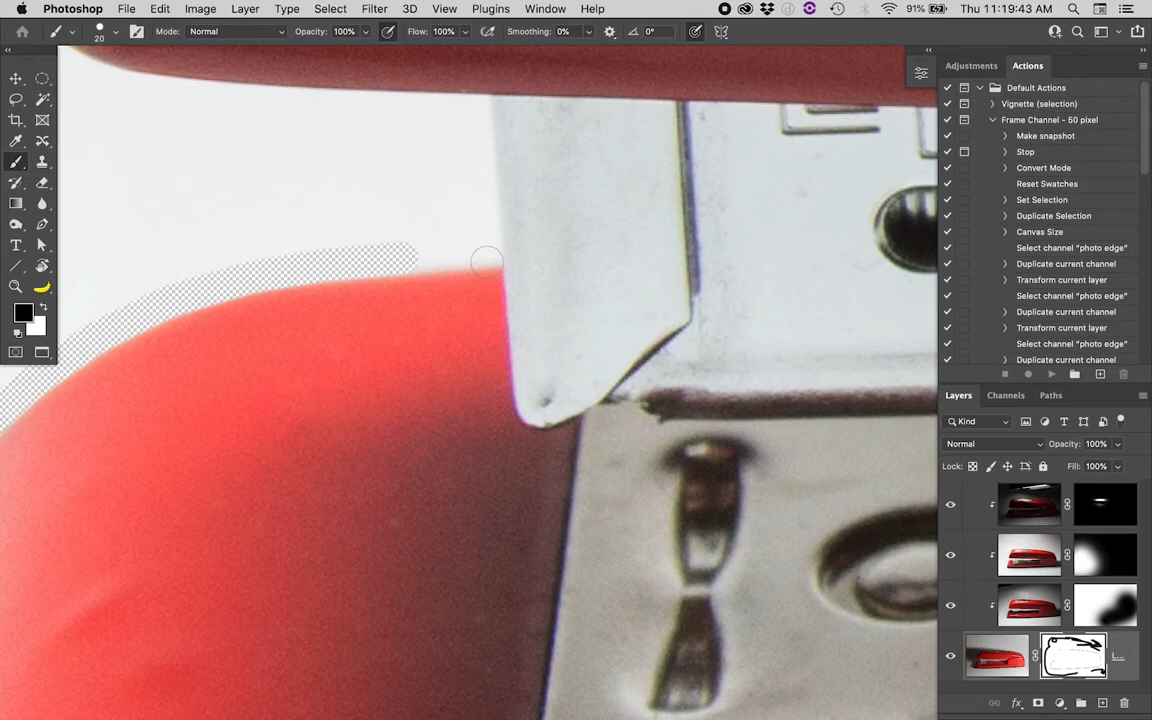 Photoshop File Edit Image Layer Type Select Filter 3D View Plugins Window Help 91% Thu 11:19:43 AM
20 Mode: Normal Opacity: 100% Flow: 100% Smoothing: 0% 0°
Adjustments Actions
Default Actions
Vignette (selection)
Frame Channel - 50 pixel
Make snapshot
Stop
Convert Mode
Reset Swatches
Set Selection
Duplicate Selection
Canvas Size
Select channel "photo edge"
Duplicate current channel
Transform current layer
Select channel "photo edge"
Duplicate current channel
Transform current layer
Select channel "photo edge"
Duplicate current channel
Layers Channels Paths
Kind
Normal Opacity: 100%
Lock: Fill: 100%
L...
fx